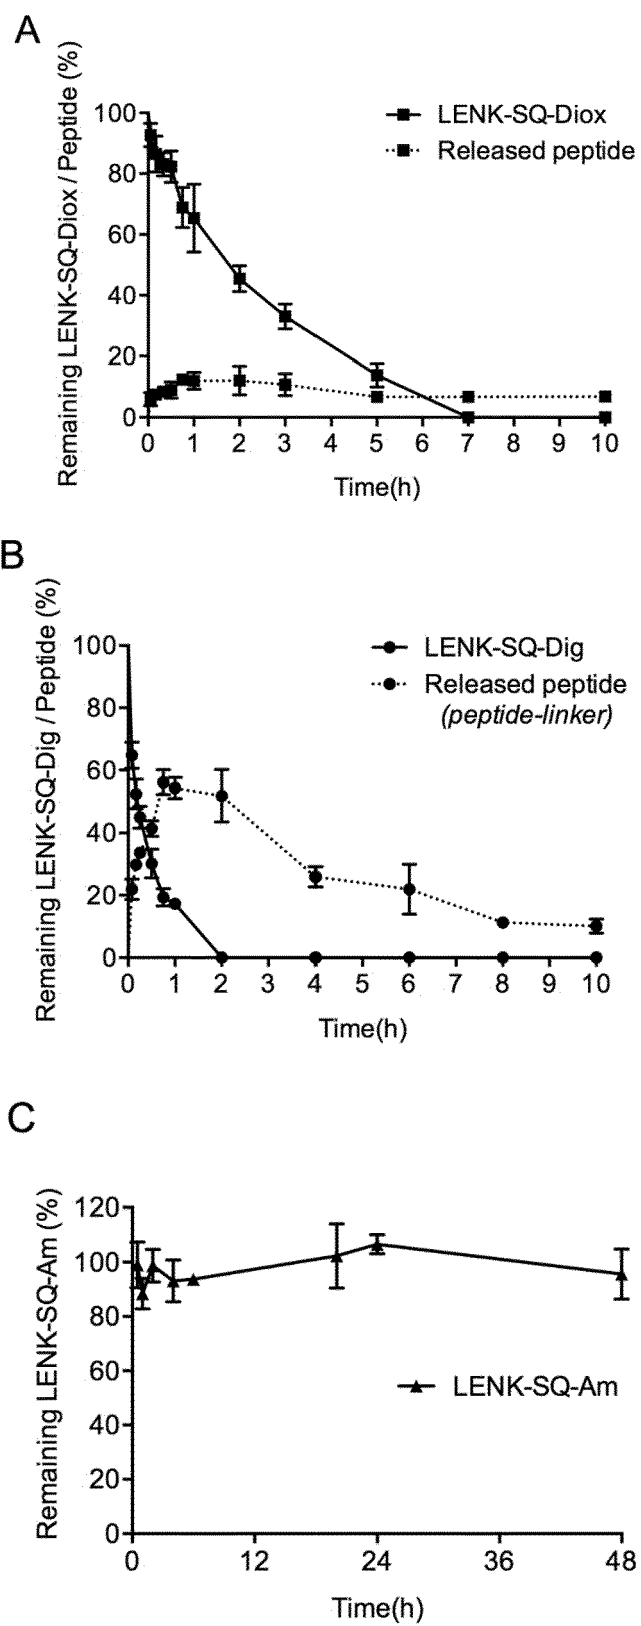 A
Remaining LENK-SQ-Diox / Peptide (%)
100
80
60
40
20
0
LENK-SQ-Diox
Released peptide
0 1 2 3 4 5 6 7 8 9 10
Time(h)
B
Remaining LENK-SQ-Dig / Peptide (%)
100
80
60
40
20
0
LENK-SQ-Dig
Released peptide
(peptide-linker)
0 1 2 3 4 5 6 7 8 9 10
Time(h)
C
Remaining LENK-SQ-Am (%)
120
100
80
60
40
20
0
LENK-SQ-Am
0 12 24 36 48
Time(h)